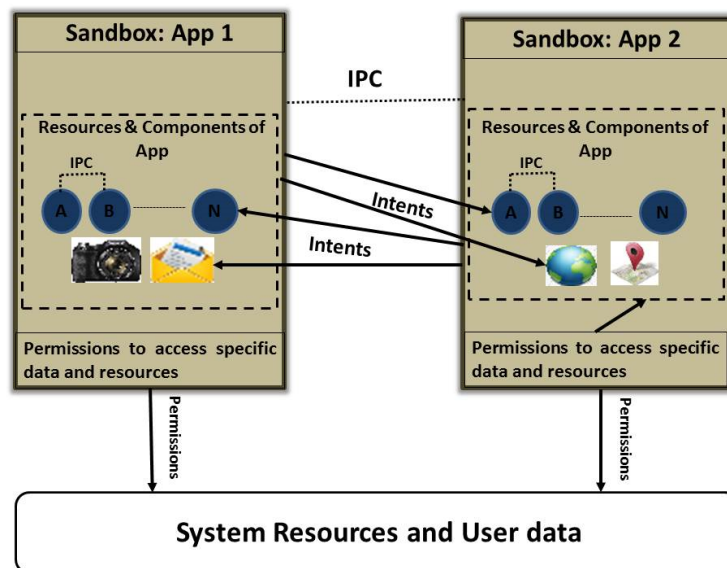 Sandbox: App 1
Resources & Components of
App
IPC
A
B
N
Permissions to access specific
data and resources
IPC
Intents
Intents
Sandbox: App 2
Resources & Components of
App
IPC
A
B
N
Permissions to access specific
data and resources
Permissions
Permissions
System Resources and User data